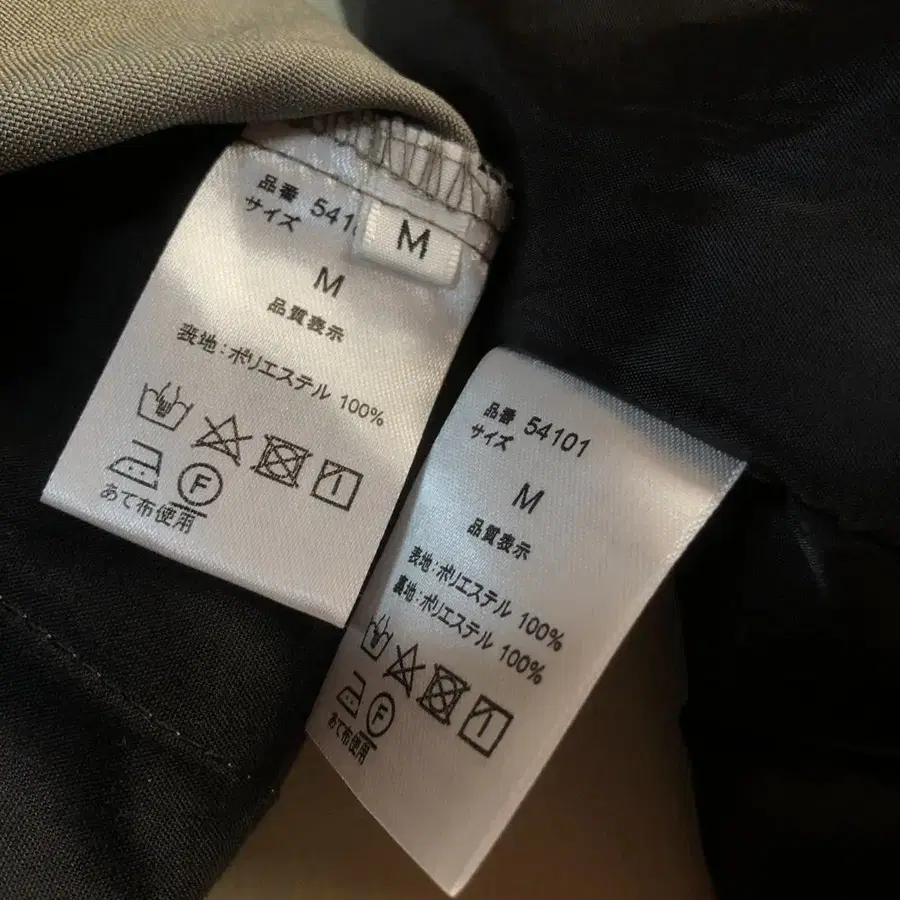 品番 541
サイズ
M
M
品質表示
表地:ポリエステル 100%
F
あて布使用
品番 54101
サイズ
M
品質表示
表地:ポリエステル 100%
裏地:ポリエステル 100%
F
あて布使用